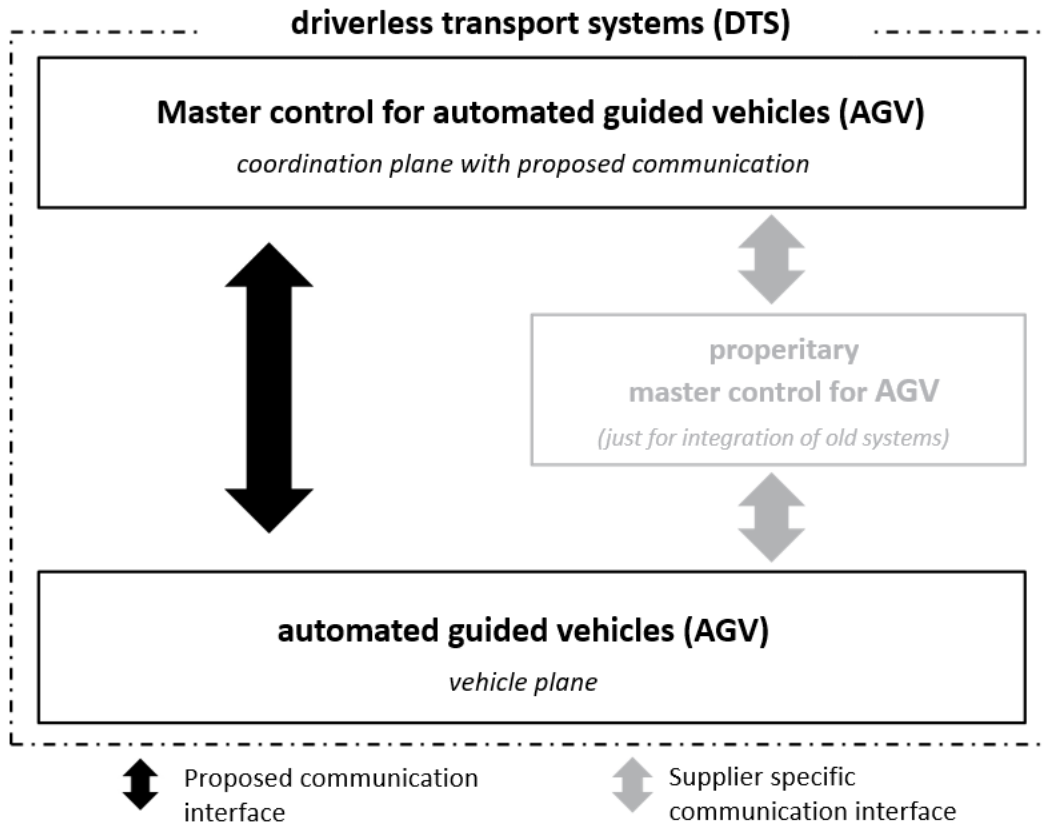 driverless transport systems (DTS)
Master control for automated guided vehicles (AGV)
coordination plane with proposed communication
properitary
master control for AGV
(just for integration of old systems)
automated guided vehicles (AGV)
vehicle plane
Proposed communication
interface
Supplier specific
communication interface